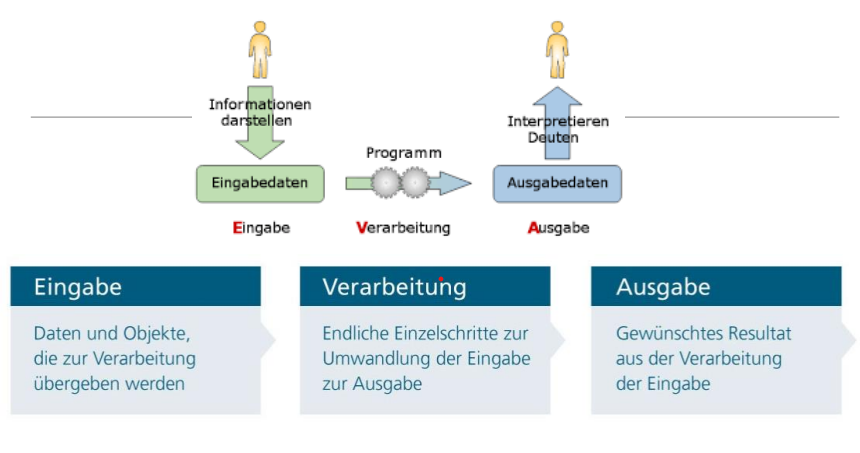 Informationen
darstellen
Interpretieren
Deuten
Programm
Eingabedaten
Ausgabedaten
Eingabe
Verarbeitung
Ausgabe
Eingabe
Daten und Objekte,
die zur Verarbeitung
übergeben werden
Verarbeitung
Endliche Einzelschritte zur
Umwandlung der Eingabe
zur Ausgabe
Ausgabe
Gewünschtes Resultat
aus der Verarbeitung
der Eingabe